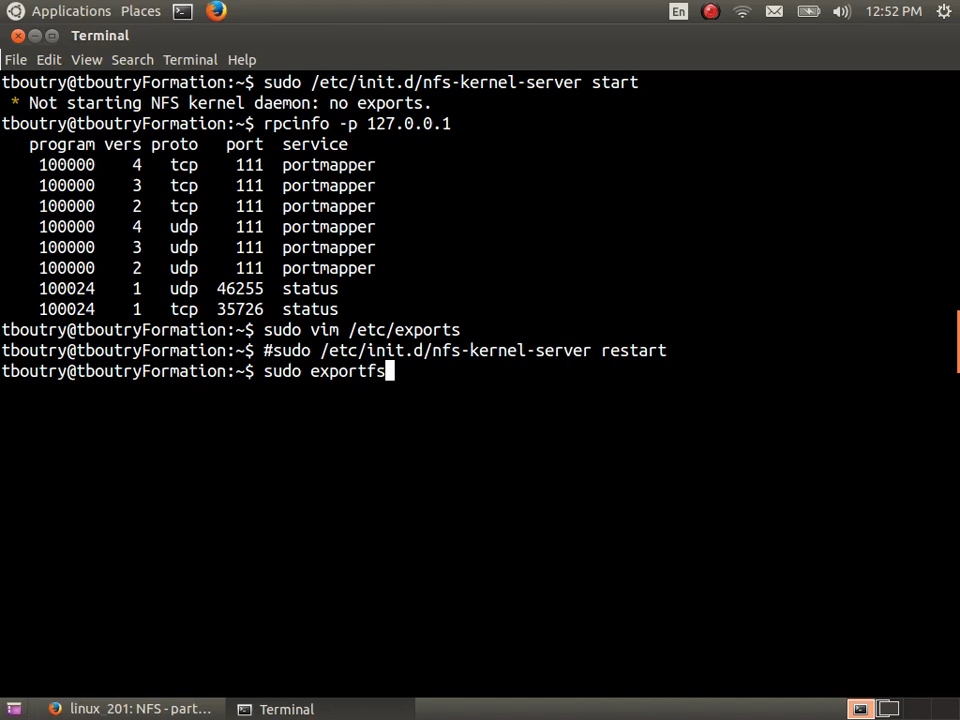 Applications Places En 12:52 PM
Terminal
File Edit View Search Terminal Help
tboutry@tboutryFormation:~$ sudo /etc/init.d/nfs-kernel-server start
 * Not starting NFS kernel daemon: no exports.
tboutry@tboutryFormation:~$ rpcinfo -p 127.0.0.1
   program vers proto   port  service
    100000    4   tcp    111  portmapper
    100000    3   tcp    111  portmapper
    100000    2   tcp    111  portmapper
    100000    4   udp    111  portmapper
    100000    3   udp    111  portmapper
    100000    2   udp    111  portmapper
    100024    1   udp  46255  status
    100024    1   tcp  35726  status
tboutry@tboutryFormation:~$ sudo vim /etc/exports
tboutry@tboutryFormation:~$ #sudo /etc/init.d/nfs-kernel-server restart
tboutry@tboutryFormation:~$ sudo exportfs
linux_201: NFS - part... Terminal